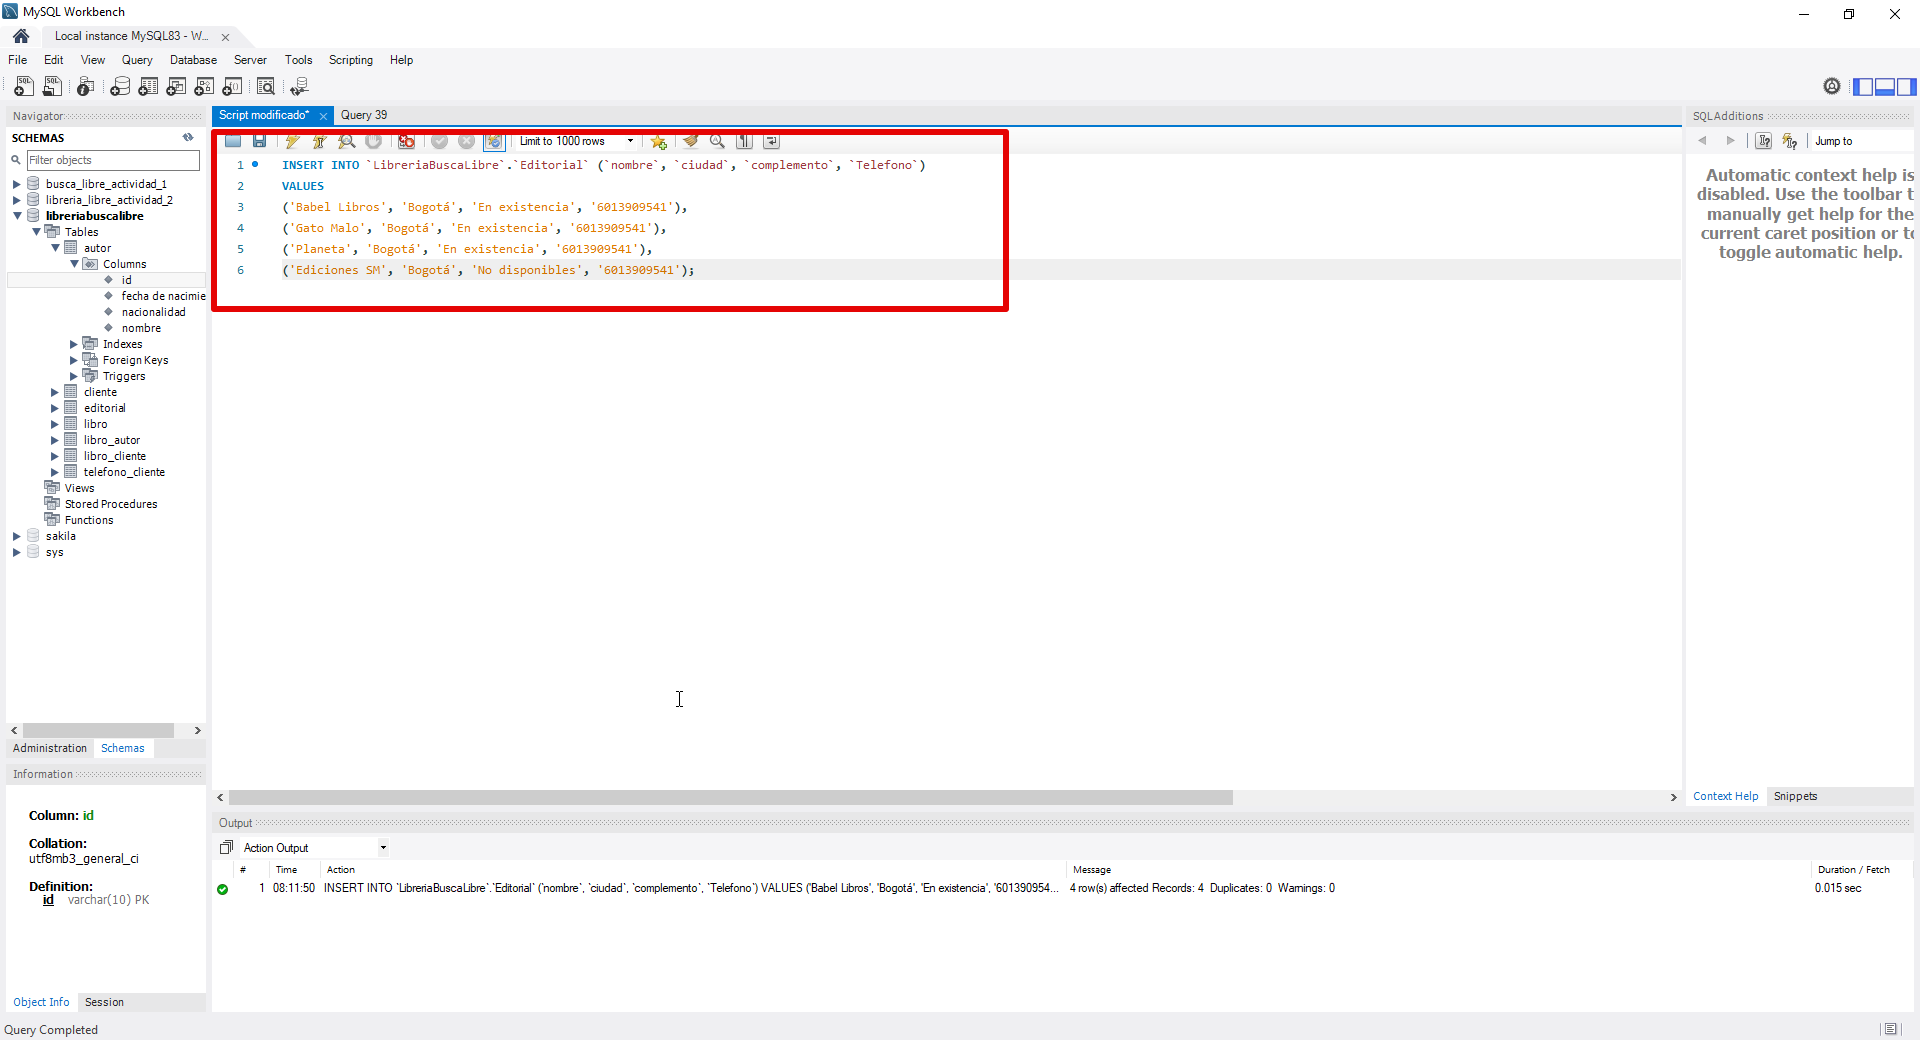 MySQL Workbench
Local instance MySQL83 - W...
File Edit View Query Database Server Tools Scripting Help
Navigator
SCHEMAS
Filter objects
busca_libre_actividad_1
libreria_libre_actividad_2
libreriabuscalibre
Tables
autor
Columns
id
fecha de nacimie
nacionalidad
nombre
Indexes
Foreign Keys
Triggers
cliente
editorial
libro
libro_autor
libro_cliente
telefono_cliente
Views
Stored Procedures
Functions
sakila
sys
Administration Schemas
Information
Column: id
Collation:
utf8mb3_general_ci
Definition:
id varchar(10) PK
Object Info Session
Query Completed
Script modificado* Query 39
Limit to 1000 rows
1 INSERT INTO `LibreriaBuscaLibre`.`Editorial` (`nombre`, `ciudad`, `complemento`, `Telefono`)
2 VALUES
3 ('Babel Libros', 'Bogotá', 'En existencia', '6013909541'),
4 ('Gato Malo', 'Bogotá', 'En existencia', '6013909541'),
5 ('Planeta', 'Bogotá', 'En existencia', '6013909541'),
6 ('Ediciones SM', 'Bogotá', 'No disponibles', '6013909541');
Output
Action Output
# Time Action Message Duration / Fetch
1 08:11:50 INSERT INTO `LibreriaBuscaLibre`.`Editorial` (`nombre`, `ciudad`, `complemento`, `Telefono`) VALUES ('Babel Libros', 'Bogotá', 'En existencia', '601390954... 4 row(s) affected Records: 4 Duplicates: 0 Warnings: 0 0.015 sec
SQLAdditions
Jump to
Automatic context help is
disabled. Use the toolbar t
manually get help for the
current caret position or to
toggle automatic help.
Context Help Snippets